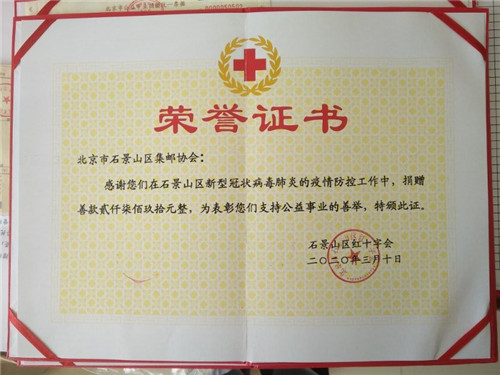 荣誉证书
北京市石景山区集邮协会：
感谢您们在石景山区新型冠状病毒肺炎的疫情防控工作中，捐赠
善款贰仟柒佰玖拾元整，为表彰您们支持公益事业的善举，特颁此证。
石景山区红十字会
二〇二〇年三月十日